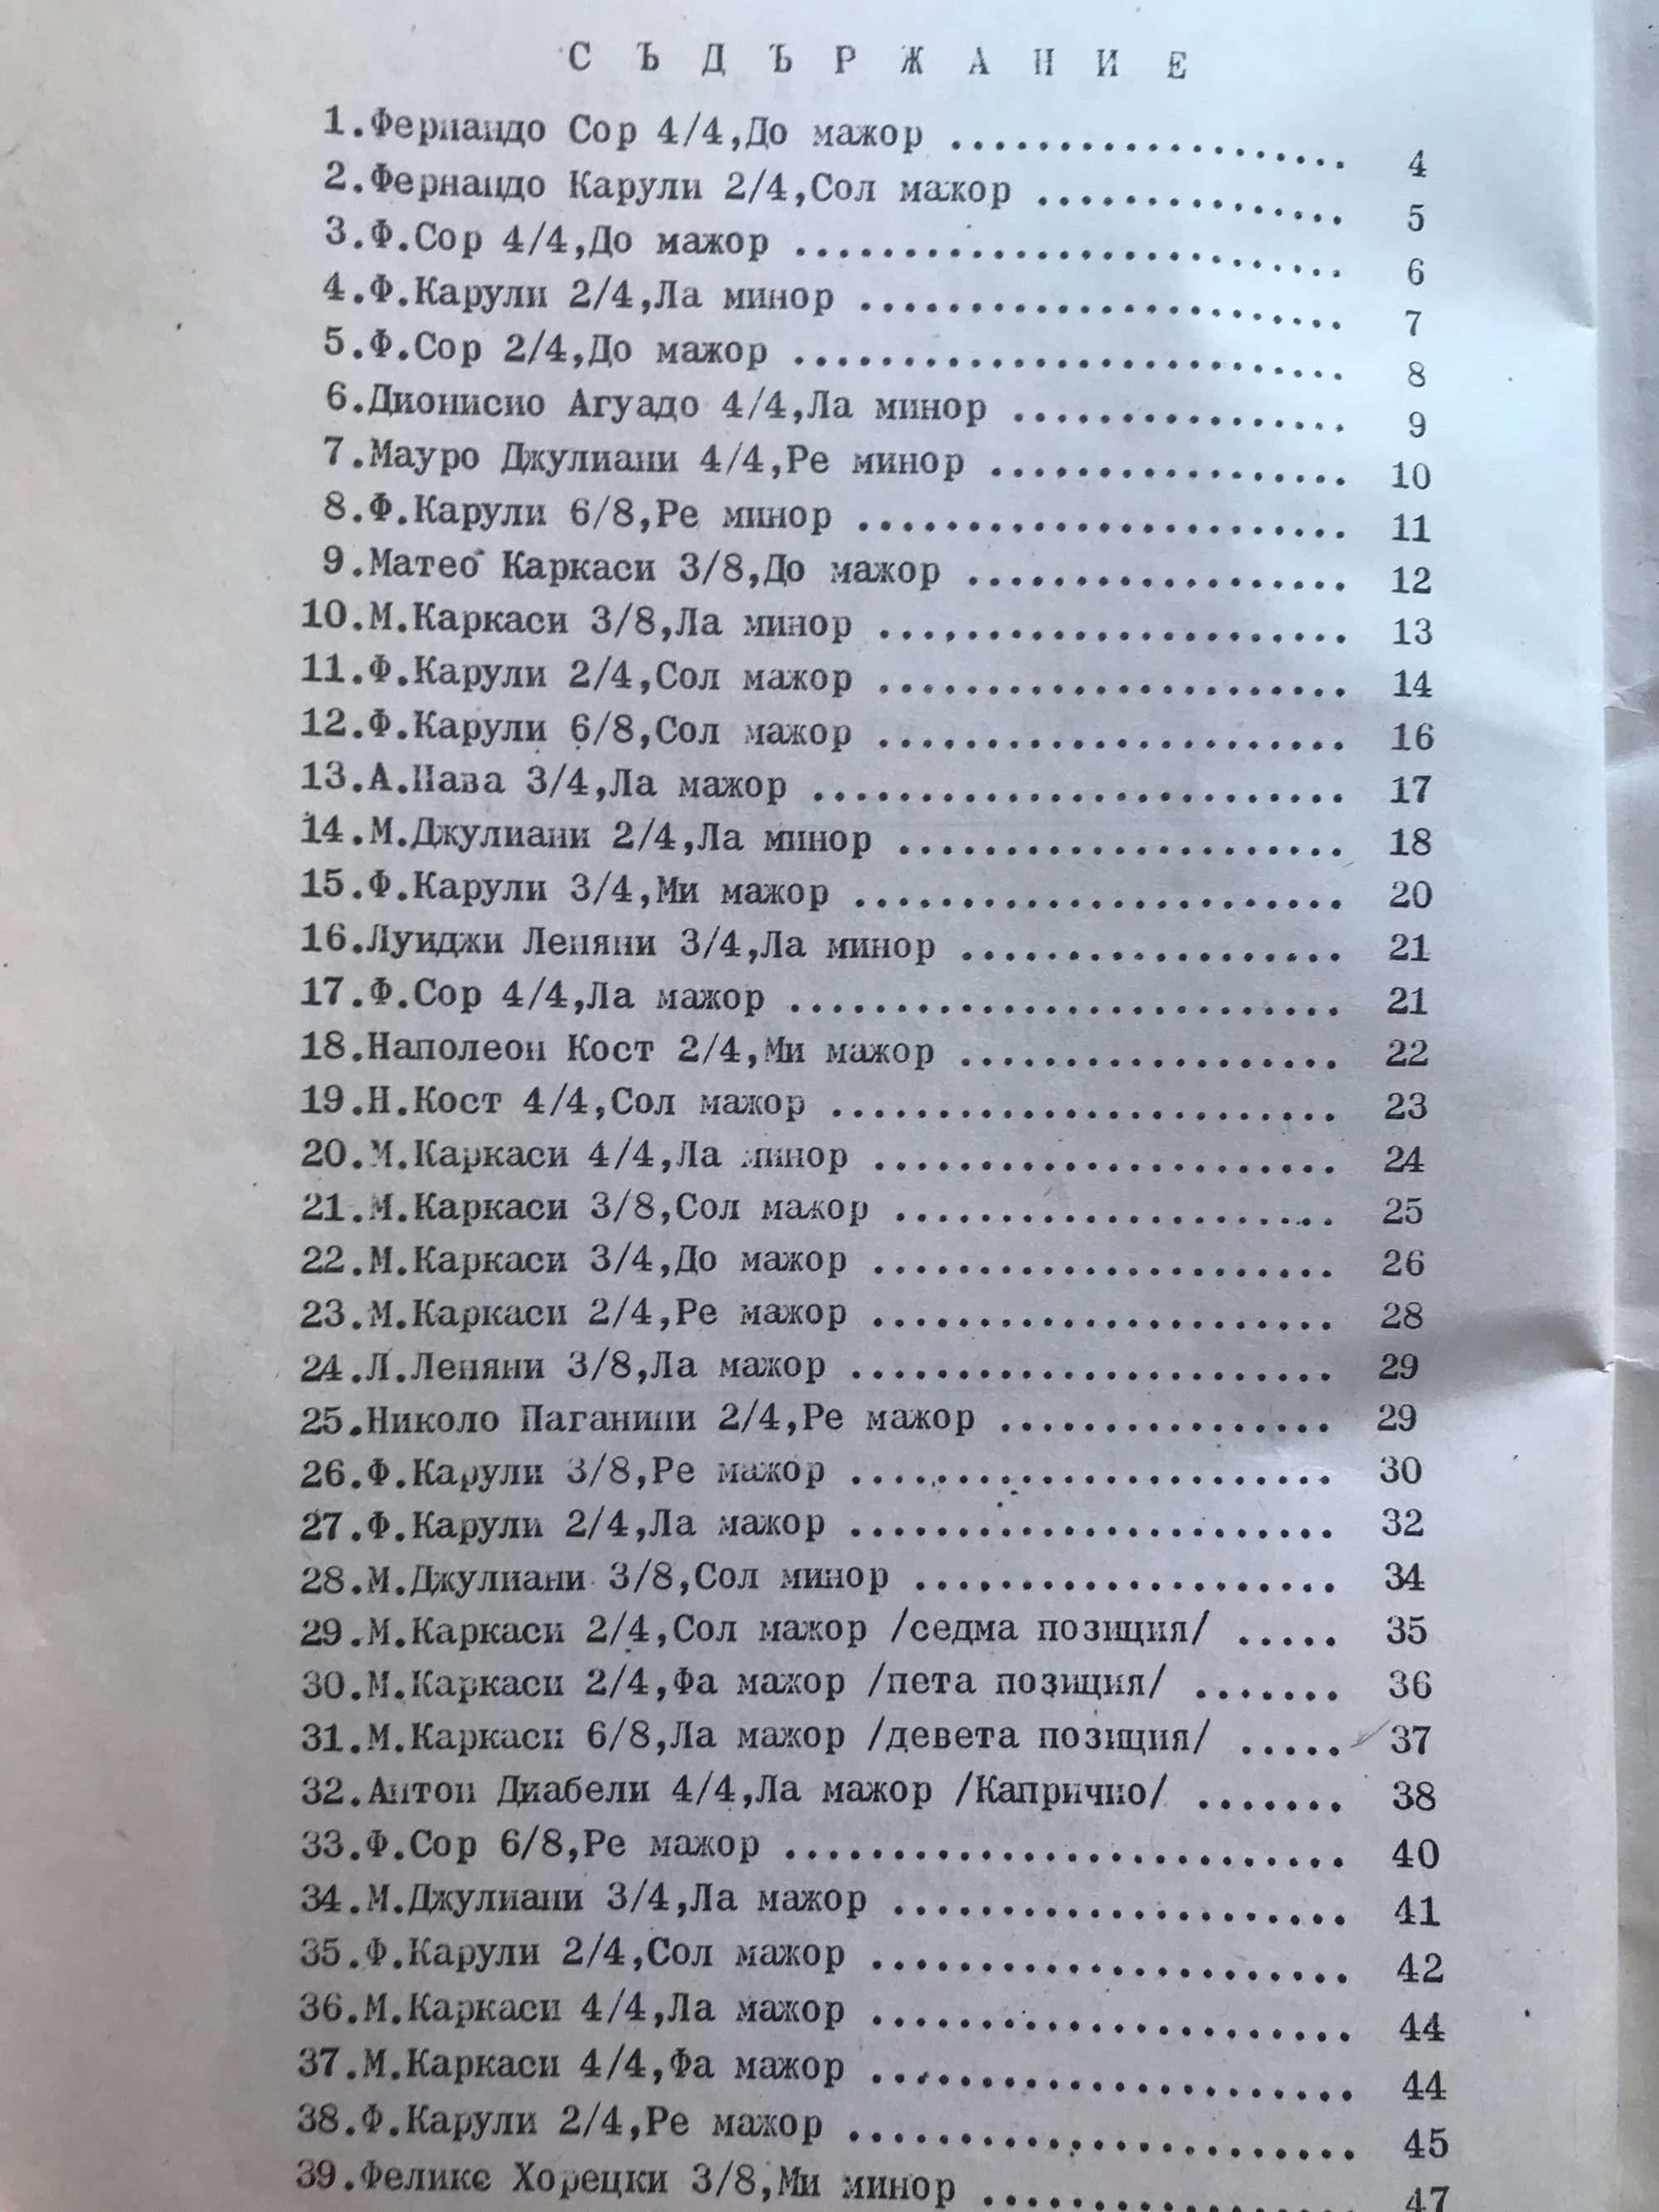 СЪДЪРЖАНИЕ
1.Фернандо Сор 4/4,До мажор .................. 4
2.Фернандо Карули 2/4,Сол мажор .............. 5
3.Ф.Сор 4/4,До мажор ......................... 6
4.Ф.Карули 2/4,Ла минор ...................... 7
5.Ф.Сор 2/4,До мажор ......................... 8
6.Дионисио Агуадо 4/4,Ла минор ............... 9
7.Мауро Джулиани 4/4,Ре минор ................. 10
8.Ф.Карули 6/8,Ре минор ....................... 11
9.Матео Каркаси 3/8,До мажор .................. 12
10.М.Каркаси 3/8,Ла минор ...................... 13
11.Ф.Карули 2/4,Сол мажор ...................... 14
12.Ф.Карули 6/8,Сол мажор ...................... 16
13.А.Нава 3/4,Ла мажор ......................... 17
14.М.Джулиани 2/4,Ла минор ..................... 18
15.Ф.Карули 3/4,Ми мажор ....................... 20
16.Луиджи Леняни 3/4,Ла минор .................. 21
17.Ф.Сор 4/4,Ла мажор .......................... 21
18.Наполеон Кост 2/4,Ми мажор .................. 22
19.Н.Кост 4/4,Сол мажор ........................ 23
20.М.Каркаси 4/4,Ла минор ...................... 24
21.М.Каркаси 3/8,Сол мажор ..................... 25
22.М.Каркаси 3/4,До мажор ...................... 26
23.М.Каркаси 2/4,Ре мажор ...................... 28
24.Л.Леняни 3/8,Ла мажор ....................... 29
25.Николо Паганини 2/4,Ре мажор ................ 29
26.Ф.Карули 3/8,Ре мажор ....................... 30
27.Ф.Карули 2/4,Ла мажор ....................... 32
28.М.Джулиани 3/8,Сол минор .................... 34
29.М.Каркаси 2/4,Сол мажор /седма позиция/ ..... 35
30.М.Каркаси 2/4,Фа мажор /пета позиция/ ....... 36
31.М.Каркаси 6/8,Ла мажор /девета позиция/ ..... 37
32.Антон Диабели 4/4,Ла мажор /Капричио/ ....... 38
33.Ф.Сор 6/8,Ре мажор .......................... 40
34.М.Джулиани 3/4,Ла мажор ..................... 41
35.Ф.Карули 2/4,Сол мажор ...................... 42
36.М.Каркаси 4/4,Ла мажор ...................... 44
37.М.Каркаси 4/4,Фа мажор ...................... 44
38.Ф.Карули 2/4,Ре мажор ....................... 45
39.Феликс Хорецки 3/8,Ми минор ................. 47